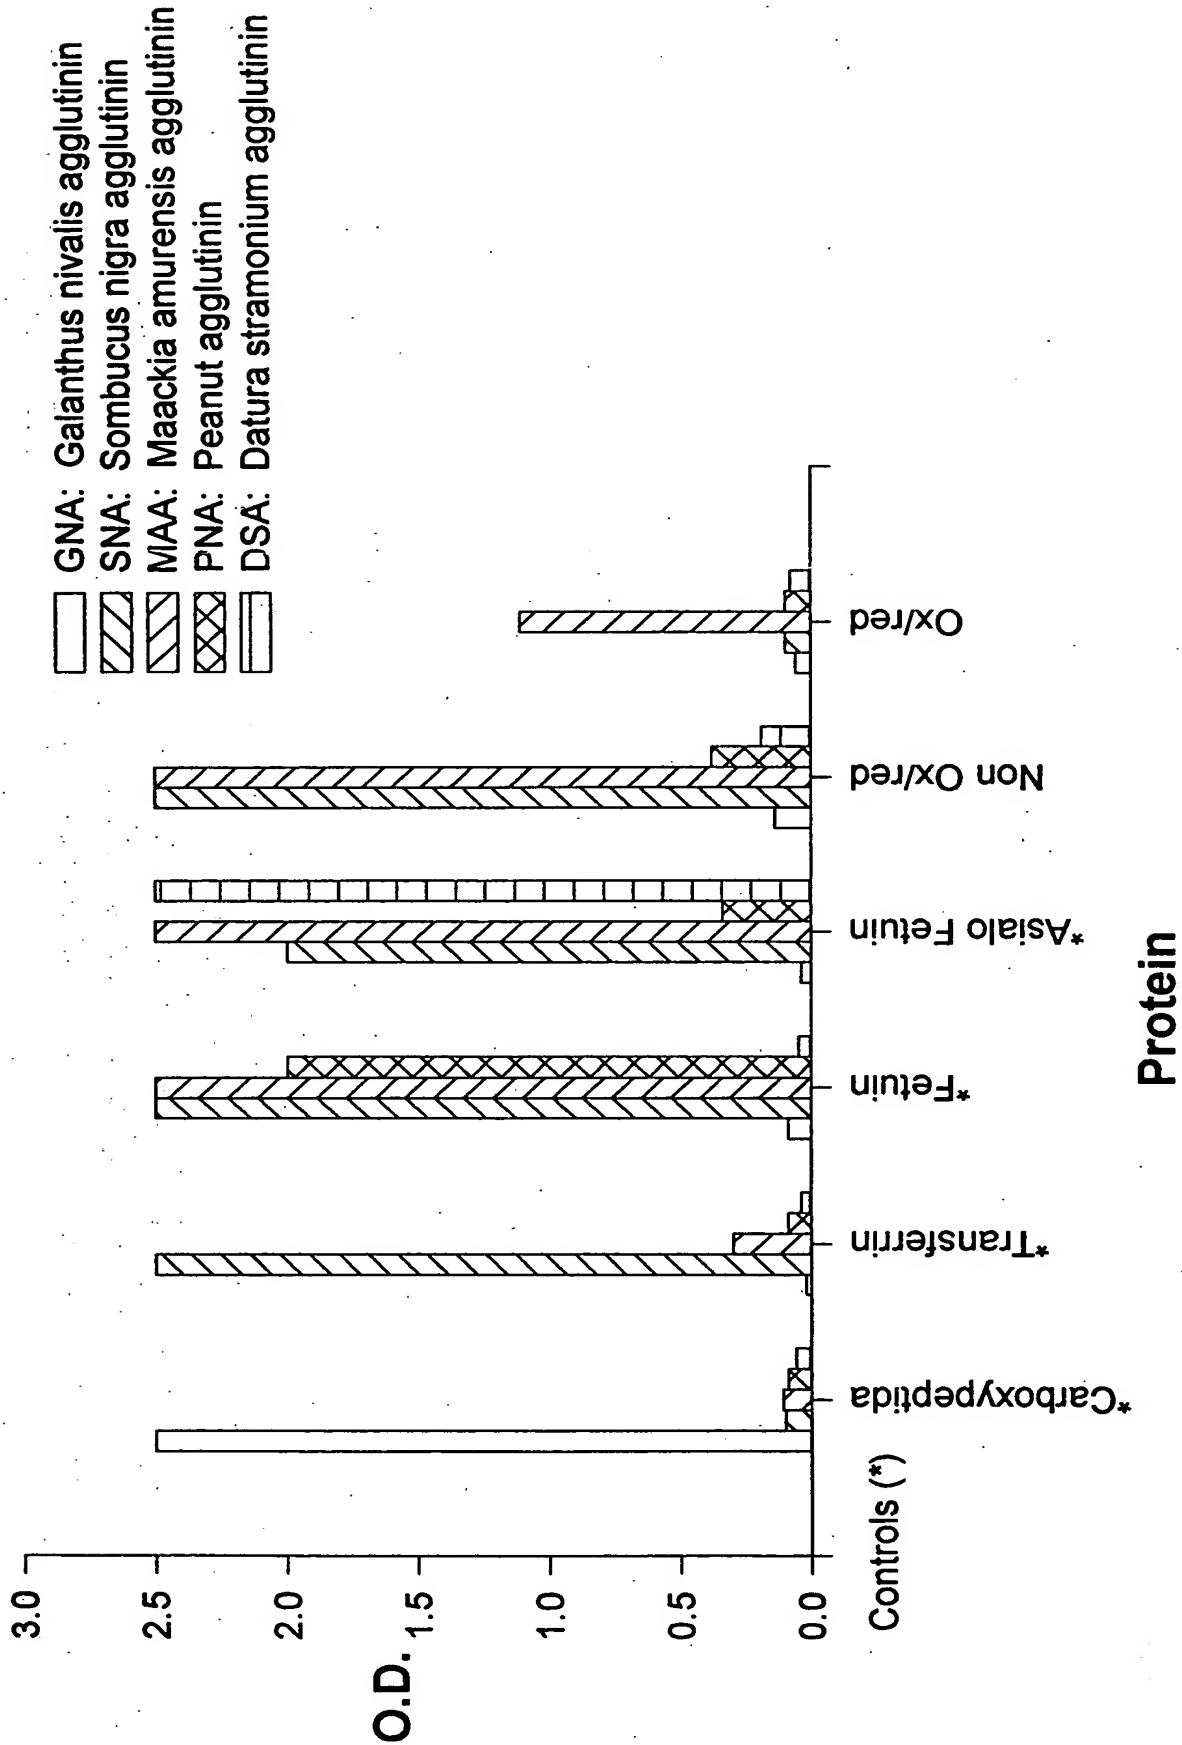 GNA: Galanthus nivalis agglutinin
SNA: Sombucus nigra agglutinin
MAA: Maackia amurensis agglutinin
PNA: Peanut agglutinin
DSA: Datura stramonium agglutinin
3.0
2.5
2.0
1.5
1.0
0.5
0.0
O.D.
Controls (*)
*Carboxypeptida
*Transferrin
*Fetuin
*Asialo Fetuin
Non Ox/red
Ox/red
Protein